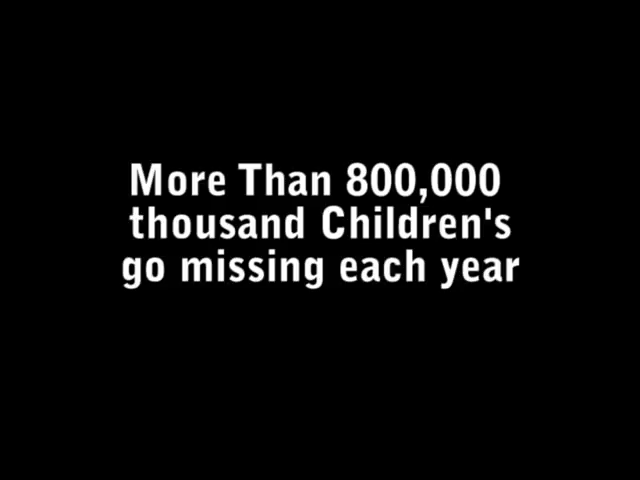 More Than 800,000
thousand Children's
go missing each year